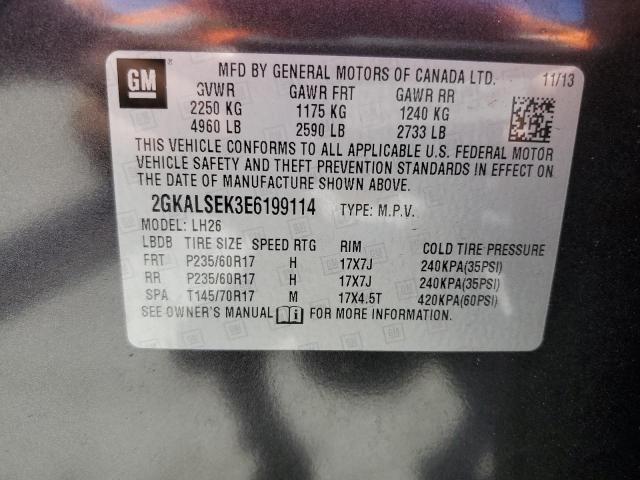 GM
MFD BY GENERAL MOTORS OF CANADA LTD. 11/13
GVWR GAWR FRT GAWR RR
2250 KG 1175 KG 1240 KG
4960 LB 2590 LB 2733 LB
THIS VEHICLE CONFORMS TO ALL APPLICABLE U.S. FEDERAL MOTOR
VEHICLE SAFETY AND THEFT PREVENTION STANDARDS IN EFFECT ON
THE DATE OF MANUFACTURE SHOWN ABOVE.
2GKALSEK3E6199114 TYPE: M.P.V.
MODEL: LH26
LBDB TIRE SIZE SPEED RTG RIM COLD TIRE PRESSURE
FRT P235/60R17 H 17X7J 240KPA(35PSI)
RR P235/60R17 H 17X7J 240KPA(35PSI)
SPA T145/70R17 M 17X4.5T 420KPA(60PSI)
SEE OWNER'S MANUAL i FOR MORE INFORMATION.